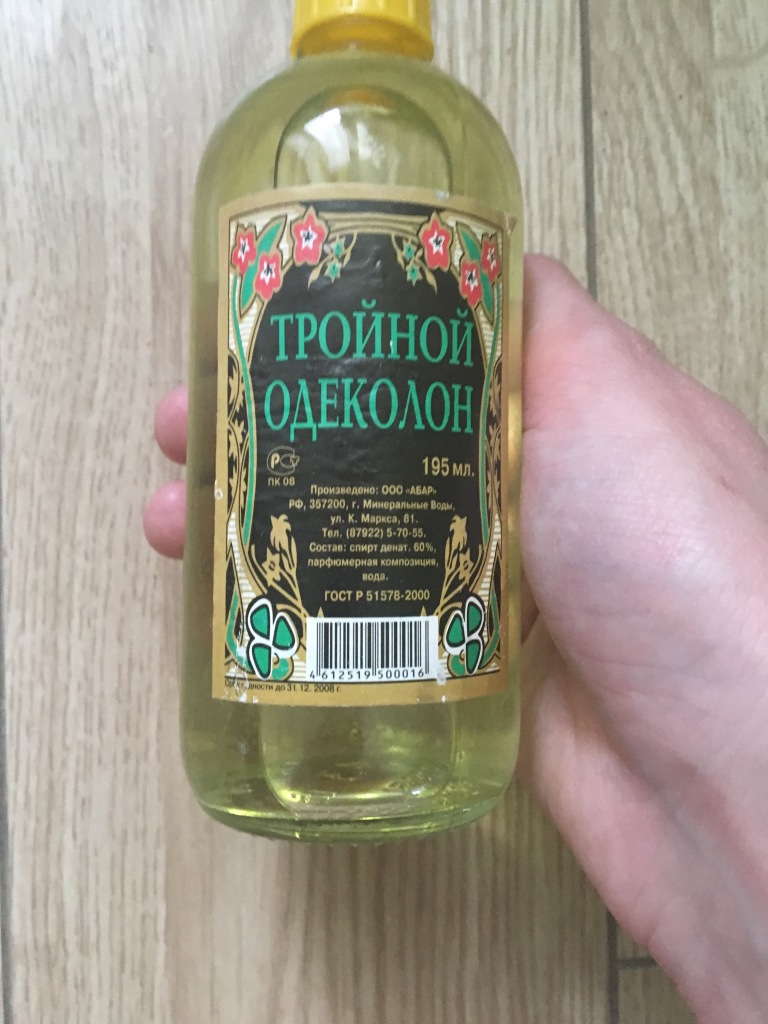 ТРОЙНОЙ
ОДЕКОЛОН
195 мл.
ПК 08
Произведено: ООО «АБАР»
РФ, 357200, г. Минеральные Воды,
ул. К. Маркса, 81.
Тел. (87922) 5-70-55.
Состав: спирт денат. 60%,
парфюмерная композиция,
вода.
ГОСТ Р 51578-2000
4 612519 500016
годности до 31. 12. 2008 г.